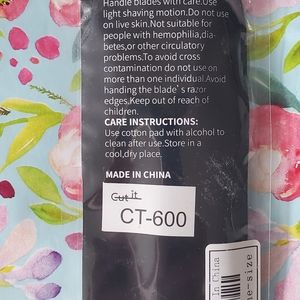 Handle blades with care.Use
light shaving motion.Do not use
on live skin.Not suitable for
people with hemophilia,dia-
betes,or other circulatory
problems.To avoid cross
contamination do not use on
more than one individual.Avoid
handing the blade's razor
edges,Keep out of reach of
children.
CARE INSTRUCTIONS:
Use cotton pad with alcohol to
clean after use.Store in a
cool,dry place.
MADE IN CHINA
Cut it
CT-600
In China
e-size